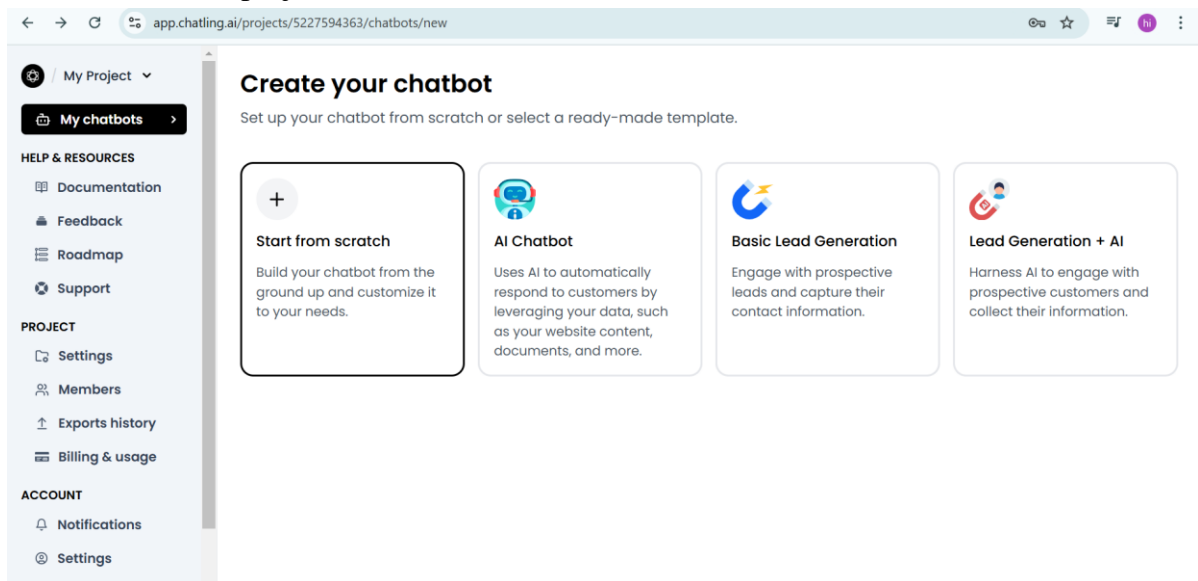 app.chatling.ai/projects/5227594363/chatbots/new
hi
/ My Project
My chatbots
HELP & RESOURCES
Documentation
Feedback
Roadmap
Support
PROJECT
Settings
Members
Exports history
Billing & usage
ACCOUNT
Notifications
Settings
Create your chatbot
Set up your chatbot from scratch or select a ready-made template.
Start from scratch
Build your chatbot from the
ground up and customize it
to your needs.
AI Chatbot
Uses AI to automatically
respond to customers by
leveraging your data, such
as your website content,
documents, and more.
Basic Lead Generation
Engage with prospective
leads and capture their
contact information.
Lead Generation + AI
Harness AI to engage with
prospective customers and
collect their information.